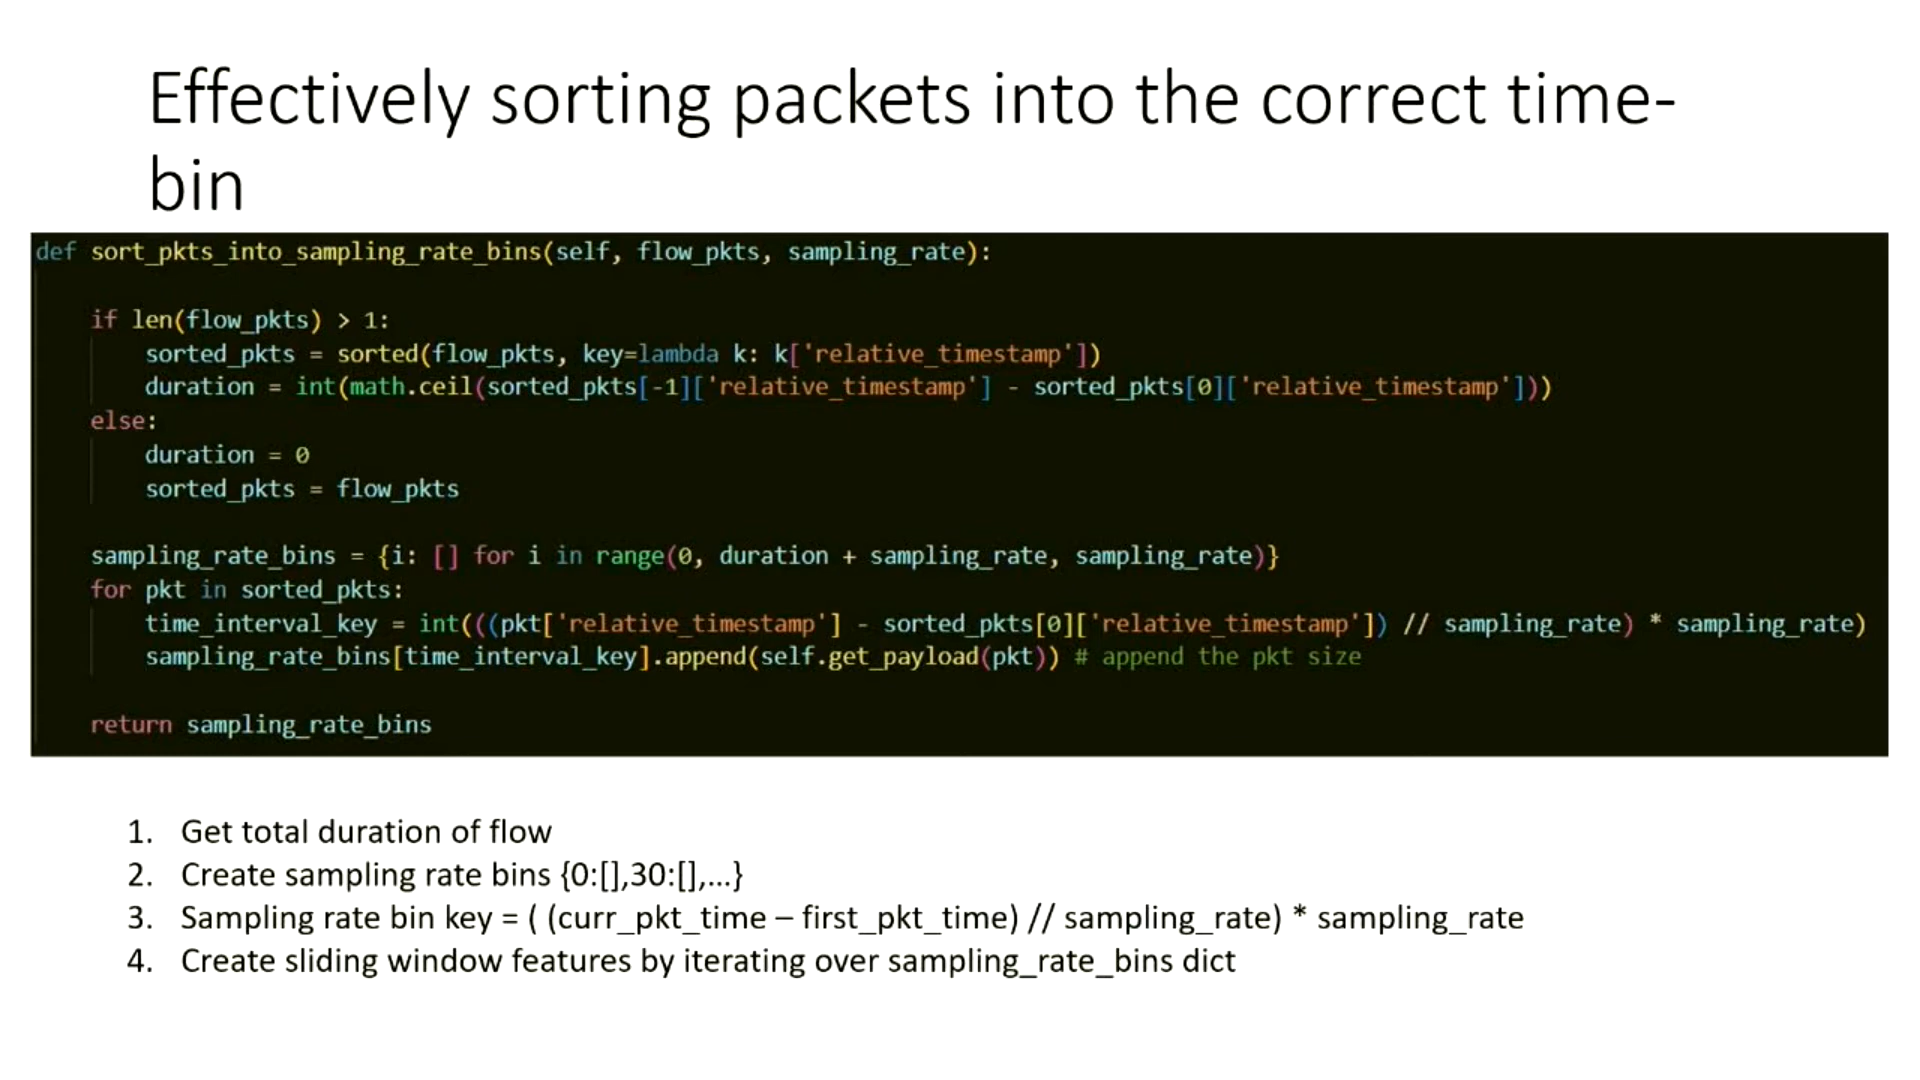 Effectively sorting packets into the correct time-
bin
def sort_pkts_into_sampling_rate_bins(self, flow_pkts, sampling_rate):
if len(flow_pkts) > 1:
sorted_pkts = sorted(flow_pkts, key=lambda k: k['relative_timestamp'])
duration = int(math.ceil(sorted_pkts[-1]['relative_timestamp'] - sorted_pkts[0]['relative_timestamp']))
else:
duration = 0
sorted_pkts = flow_pkts
sampling_rate_bins = {i: [] for i in range(0, duration + sampling_rate, sampling_rate)}
for pkt in sorted_pkts:
time_interval_key = int(((pkt['relative_timestamp'] - sorted_pkts[0]['relative_timestamp']) // sampling_rate) * sampling_rate)
sampling_rate_bins[time_interval_key].append(self.get_payload(pkt)) # append the pkt size
return sampling_rate_bins
1. Get total duration of flow
2. Create sampling rate bins {0:[],30:[],...}
3. Sampling rate bin key = ( (curr_pkt_time – first_pkt_time) // sampling_rate) * sampling_rate
4. Create sliding window features by iterating over sampling_rate_bins dict